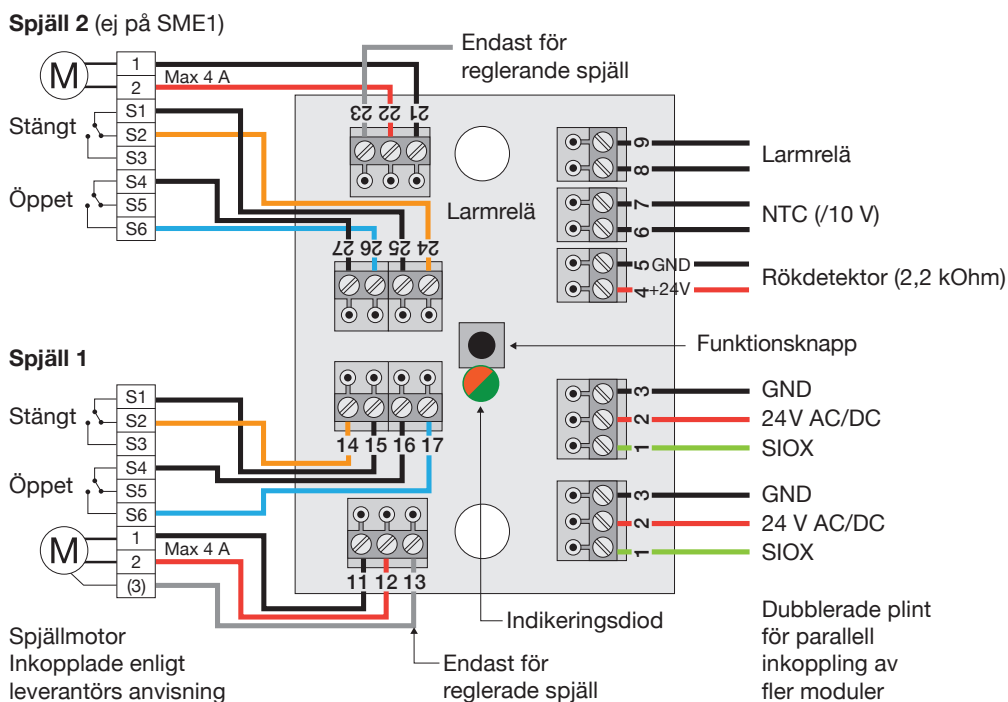 Spjäll 2 (ej på SME1)
M
1
2
Max 4 A
S1
S2
S3
S4
S5
S6
Stängt
Öppet
Endast för
reglerande spjäll
23
22
21
Larmrelä
27
26
25
24
9
8
Larmrelä
7
6
NTC (/10 V)
5 GND
4 +24V
Rökdetektor (2,2 kOhm)
Funktionsknapp
Spjäll 1
S1
S2
S3
S4
S5
S6
1
2
(3)
Stängt
Öppet
M
Max 4 A
14
15
16
17
11
12
13
3
2
1
GND
24V AC/DC
SIOX
3
2
1
GND
24 V AC/DC
SIOX
Indikeringsdiod
Endast för
reglerade spjäll
Spjällmotor
Inkopplade enligt
leverantörs anvisning
Dubblerade plint
för parallell
inkoppling av
fler moduler